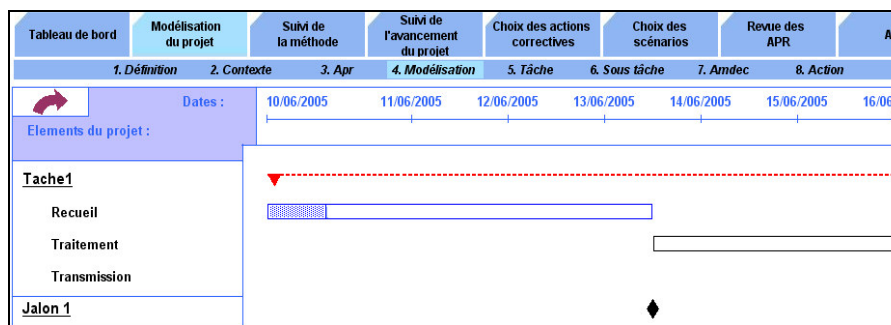 Tableau de bord
Modélisation
du projet
Suivi de
la méthode
Suivi de
l'avancement
du projet
Choix des actions
correctives
Choix des
scénarios
Revue des
APR
A
1. Définition 2. Contexte 3. Apr 4. Modélisation 5. Tâche 6. Sous tâche 7. Amdec 8. Action
Dates : 10/06/2005 11/06/2005 12/06/2005 13/06/2005 14/06/2005 15/06/2005 16/06
Elements du projet :
Tache1
Recueil
Traitement
Transmission
Jalon 1